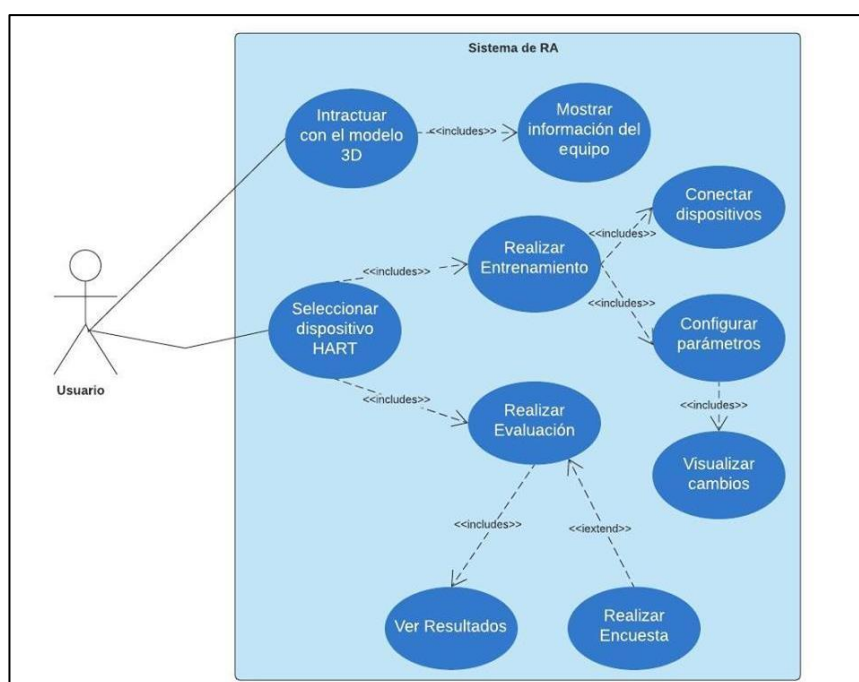 Sistema de RA
Intractuar
con el modelo
3D
<<includes>>
Mostrar
información del
equipo
Conectar
dispositivos
<<includes>>
Realizar
Entrenamiento
<<includes>>
<<includes>>
Seleccionar
dispositivo
HART
Configurar
parámetros
Usuario
<<includes>>
Realizar
Evaluación
<<includes>>
Visualizar
cambios
<<includes>>
<<iextend>>
Ver Resultados
Realizar
Encuesta